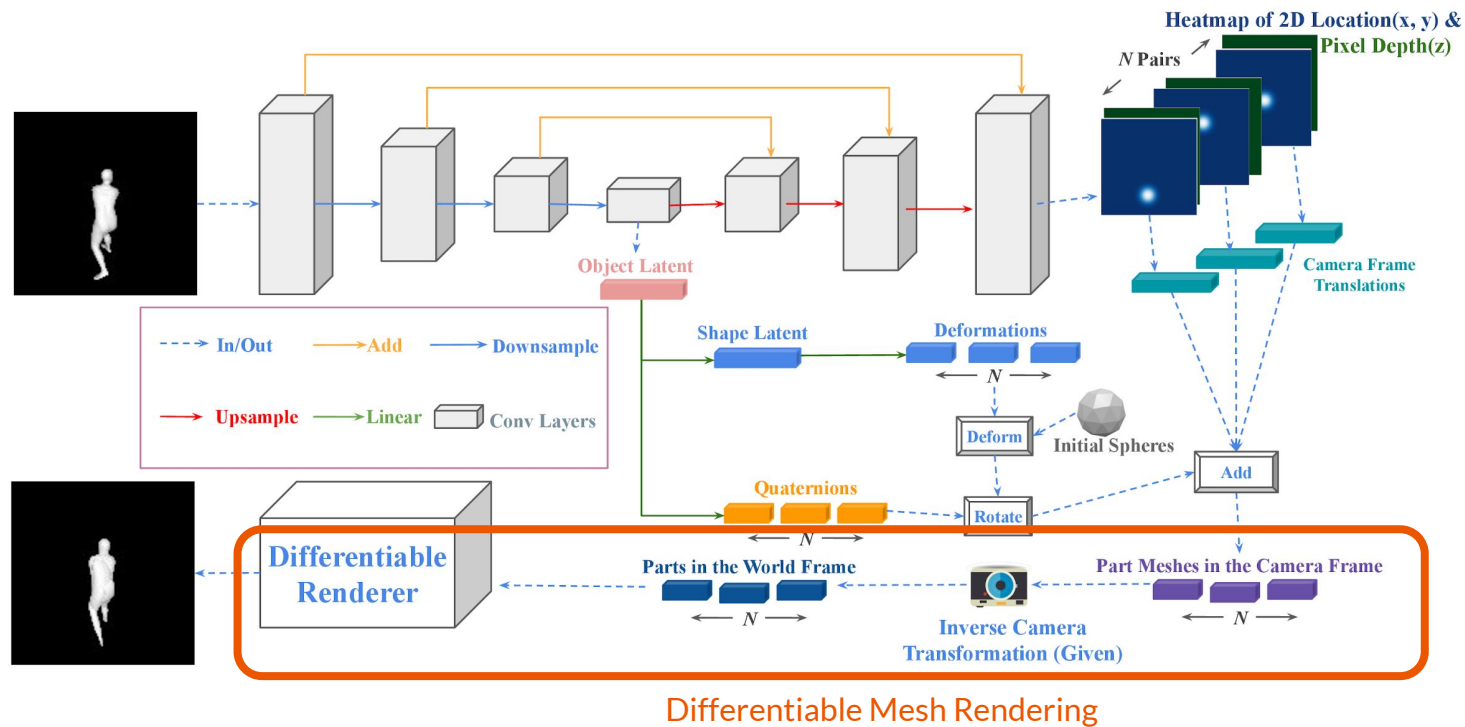 Heatmap of 2D Location(x, y) &
Pixel Depth(z)
N Pairs
Object Latent
Camera Frame
Translations
In/Out
Add
Downsample
Upsample
Linear
Conv Layers
Shape Latent
Deformations
N
Deform
Initial Spheres
Add
Quaternions
Rotate
N
Differentiable
Renderer
Parts in the World Frame
N
Inverse Camera
Transformation (Given)
Part Meshes in the Camera Frame
N
Differentiable Mesh Rendering